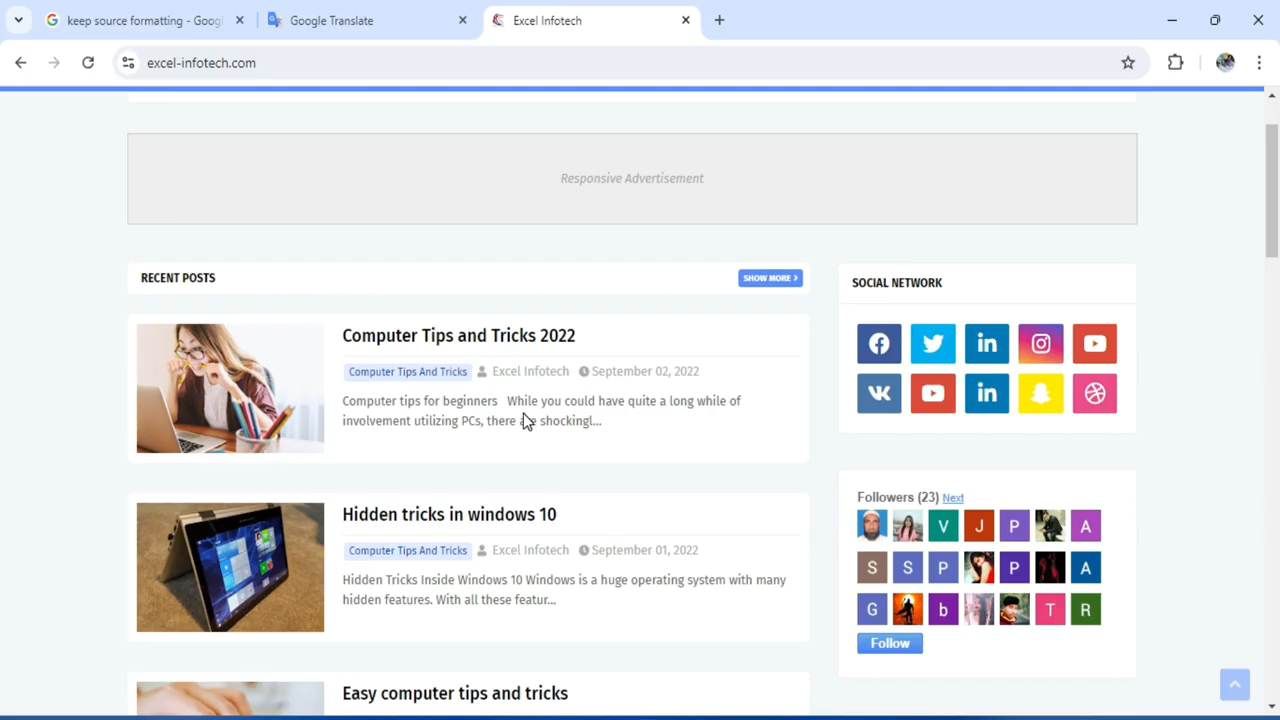 keep source formatting - Goog
Google Translate
Excel Infotech
excel-infotech.com
Responsive Advertisement
RECENT POSTS
SHOW MORE
Computer Tips and Tricks 2022
Computer Tips And Tricks Excel Infotech September 02, 2022
Computer tips for beginners While you could have quite a long while of
involvement utilizing PCs, there are shockingl...
Hidden tricks in windows 10
Computer Tips And Tricks Excel Infotech September 01, 2022
Hidden Tricks Inside Windows 10 Windows is a huge operating system with many
hidden features. With all these featur...
Easy computer tips and tricks
SOCIAL NETWORK
Followers (23) Next
V J P A
S S P P A
G b T R
Follow